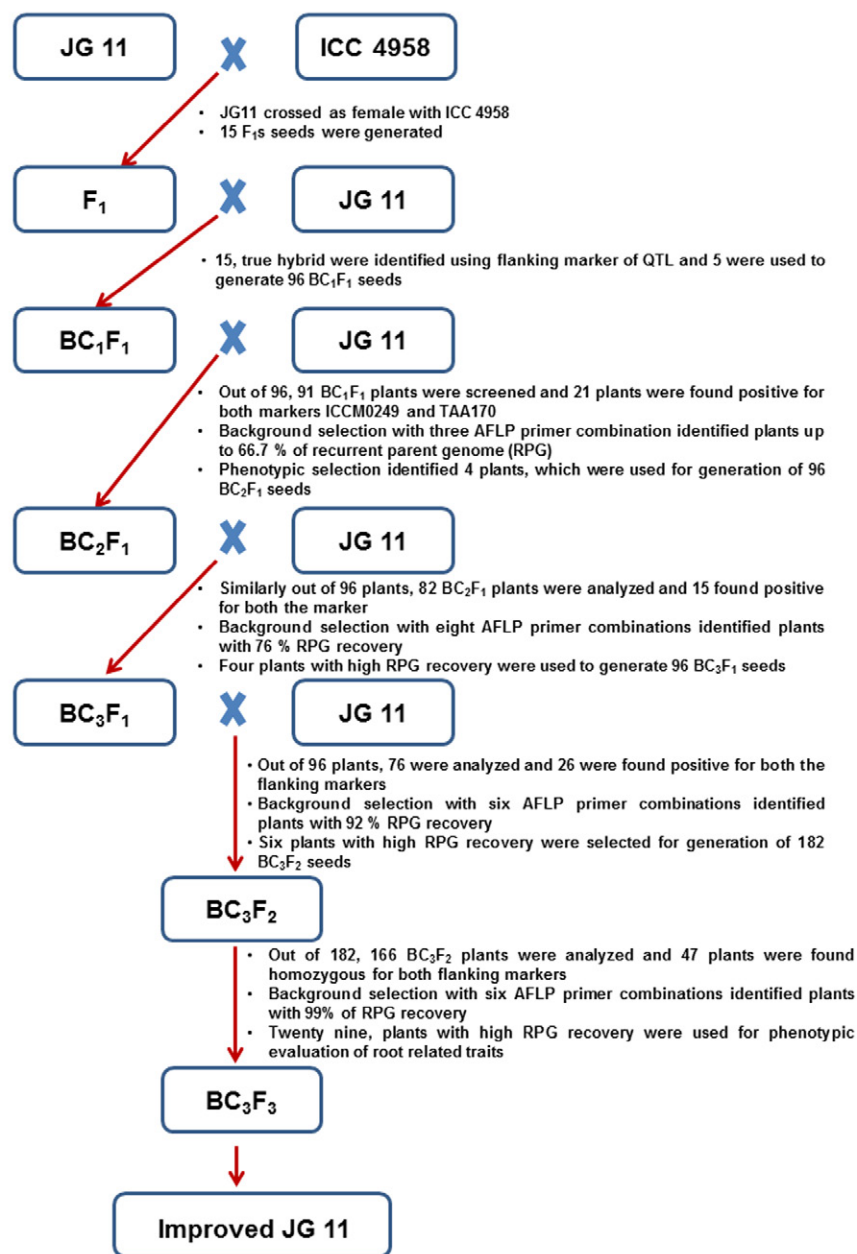 JG 11
ICC 4958
• JG11 crossed as female with ICC 4958
• 15 F₁s seeds were generated
F₁
JG 11
• 15, true hybrid were identified using flanking marker of QTL and 5 were used to
generate 96 BC₁F₁ seeds
BC₁F₁
JG 11
• Out of 96, 91 BC₁F₁ plants were screened and 21 plants were found positive for
both markers ICCM0249 and TAA170
• Background selection with three AFLP primer combination identified plants up
to 66.7 % of recurrent parent genome (RPG)
• Phenotypic selection identified 4 plants, which were used for generation of 96
BC₂F₁ seeds
BC₂F₁
JG 11
• Similarly out of 96 plants, 82 BC₂F₁ plants were analyzed and 15 found positive
for both the marker
• Background selection with eight AFLP primer combinations identified plants
with 76 % RPG recovery
• Four plants with high RPG recovery were used to generate 96 BC₃F₁ seeds
BC₃F₁
JG 11
• Out of 96 plants, 76 were analyzed and 26 were found positive for both the
flanking markers
• Background selection with six AFLP primer combinations identified
plants with 92 % RPG recovery
• Six plants with high RPG recovery were selected for generation of 182
BC₃F₂ seeds
BC₃F₂
• Out of 182, 166 BC₃F₂ plants were analyzed and 47 plants were found
homozygous for both flanking markers
• Background selection with six AFLP primer combinations identified plants
with 99% of RPG recovery
• Twenty nine, plants with high RPG recovery were used for phenotypic
evaluation of root related traits
BC₃F₃
Improved JG 11